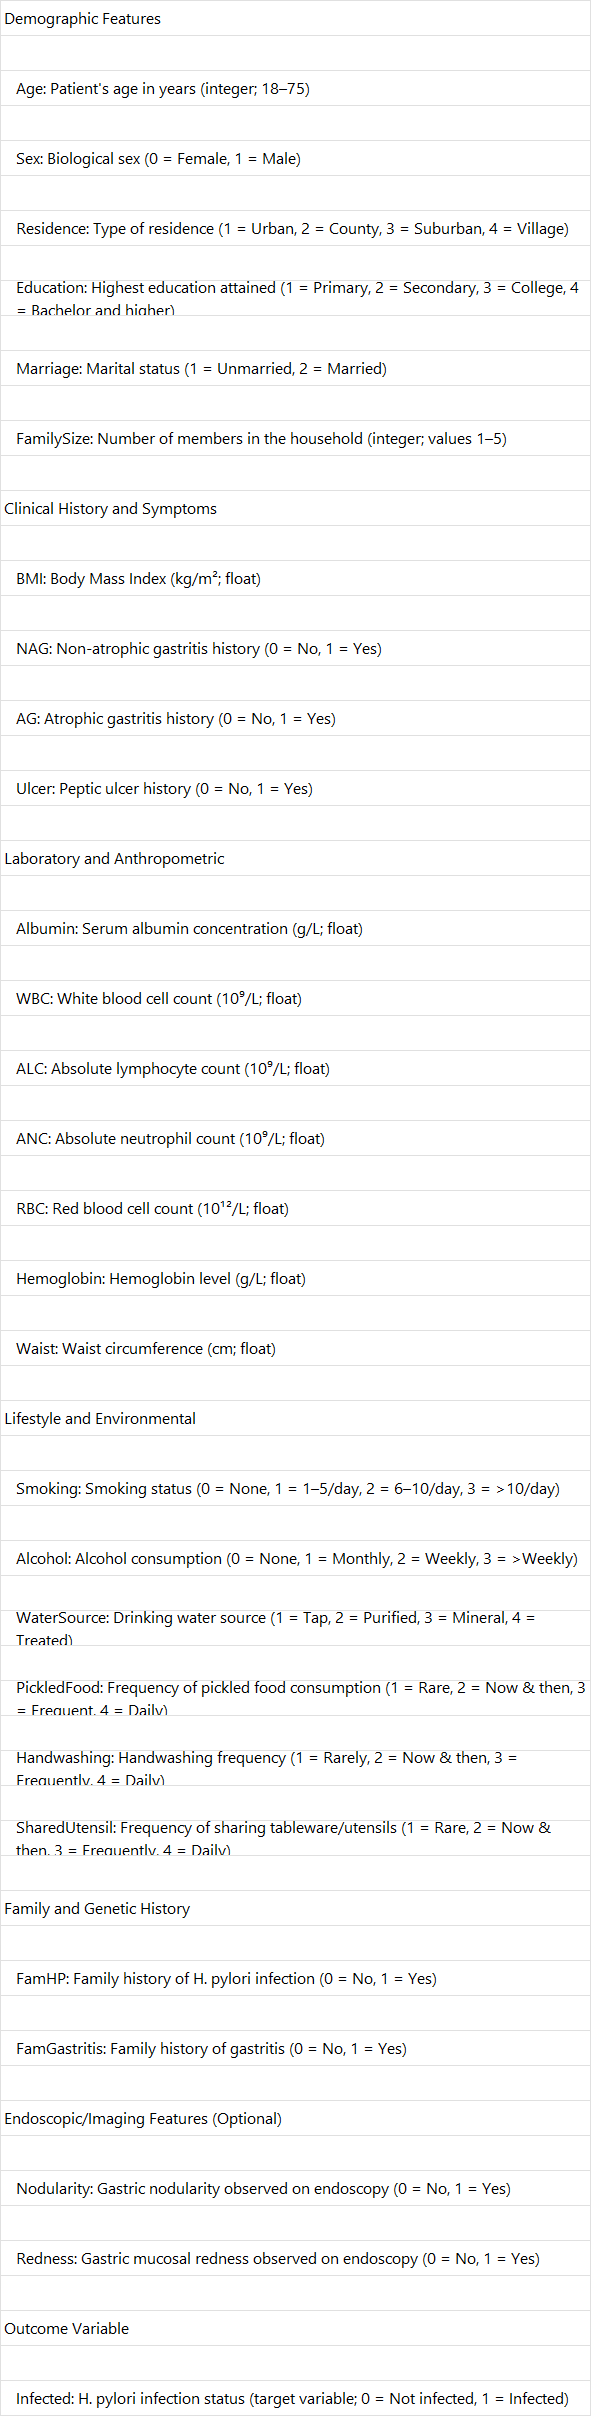 Demographic Features
Age: Patient's age in years (integer; 18–75)
Sex: Biological sex (0 = Female, 1 = Male)
Residence: Type of residence (1 = Urban, 2 = County, 3 = Suburban, 4 = Village)
Education: Highest education attained (1 = Primary, 2 = Secondary, 3 = College, 4
= Bachelor and higher)
Marriage: Marital status (1 = Unmarried, 2 = Married)
FamilySize: Number of members in the household (integer; values 1–5)
Clinical History and Symptoms
BMI: Body Mass Index (kg/m²; float)
NAG: Non-atrophic gastritis history (0 = No, 1 = Yes)
AG: Atrophic gastritis history (0 = No, 1 = Yes)
Ulcer: Peptic ulcer history (0 = No, 1 = Yes)
Laboratory and Anthropometric
Albumin: Serum albumin concentration (g/L; float)
WBC: White blood cell count (10⁹/L; float)
ALC: Absolute lymphocyte count (10⁹/L; float)
ANC: Absolute neutrophil count (10⁹/L; float)
RBC: Red blood cell count (10¹²/L; float)
Hemoglobin: Hemoglobin level (g/L; float)
Waist: Waist circumference (cm; float)
Lifestyle and Environmental
Smoking: Smoking status (0 = None, 1 = 1–5/day, 2 = 6–10/day, 3 = >10/day)
Alcohol: Alcohol consumption (0 = None, 1 = Monthly, 2 = Weekly, 3 = >Weekly)
WaterSource: Drinking water source (1 = Tap, 2 = Purified, 3 = Mineral, 4 =
Treated)
PickledFood: Frequency of pickled food consumption (1 = Rare, 2 = Now & then, 3
= Frequent, 4 = Daily)
Handwashing: Handwashing frequency (1 = Rarely, 2 = Now & then, 3 =
Frequently, 4 = Daily)
SharedUtensil: Frequency of sharing tableware/utensils (1 = Rare, 2 = Now &
then, 3 = Frequently, 4 = Daily)
Family and Genetic History
FamHP: Family history of H. pylori infection (0 = No, 1 = Yes)
FamGastritis: Family history of gastritis (0 = No, 1 = Yes)
Endoscopic/Imaging Features (Optional)
Nodularity: Gastric nodularity observed on endoscopy (0 = No, 1 = Yes)
Redness: Gastric mucosal redness observed on endoscopy (0 = No, 1 = Yes)
Outcome Variable
Infected: H. pylori infection status (target variable; 0 = Not infected, 1 = Infected)